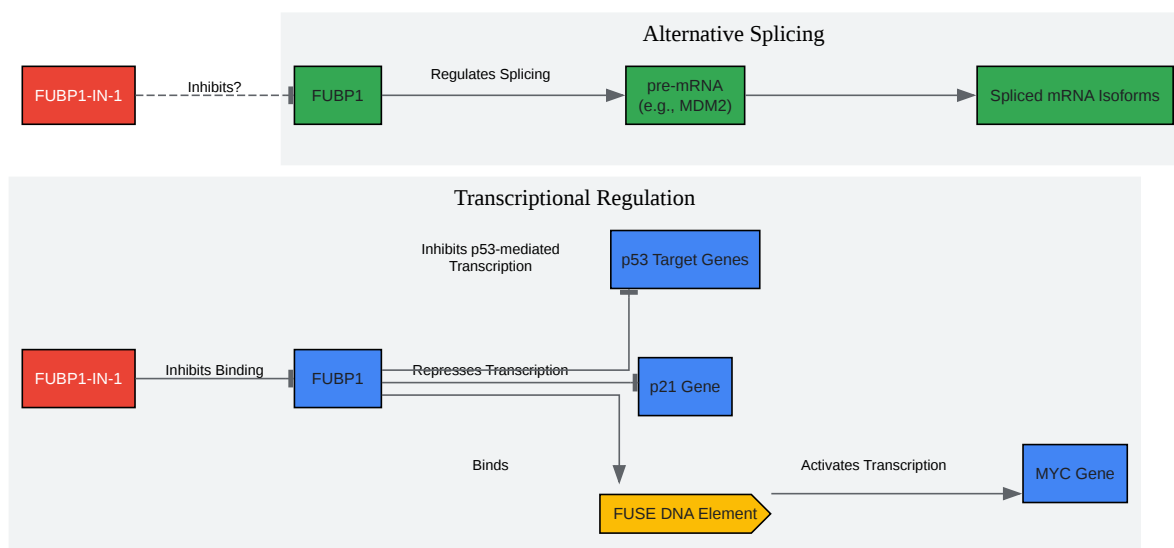 Alternative Splicing
FUBP1-IN-1
Inhibits?
FUBP1
Regulates Splicing
pre-mRNA
(e.g., MDM2)
Spliced mRNA Isoforms
Transcriptional Regulation
Inhibits p53-mediated
Transcription
p53 Target Genes
FUBP1-IN-1
Inhibits Binding
FUBP1
Represses Transcription
p21 Gene
Binds
Activates Transcription
MYC Gene
FUSE DNA Element